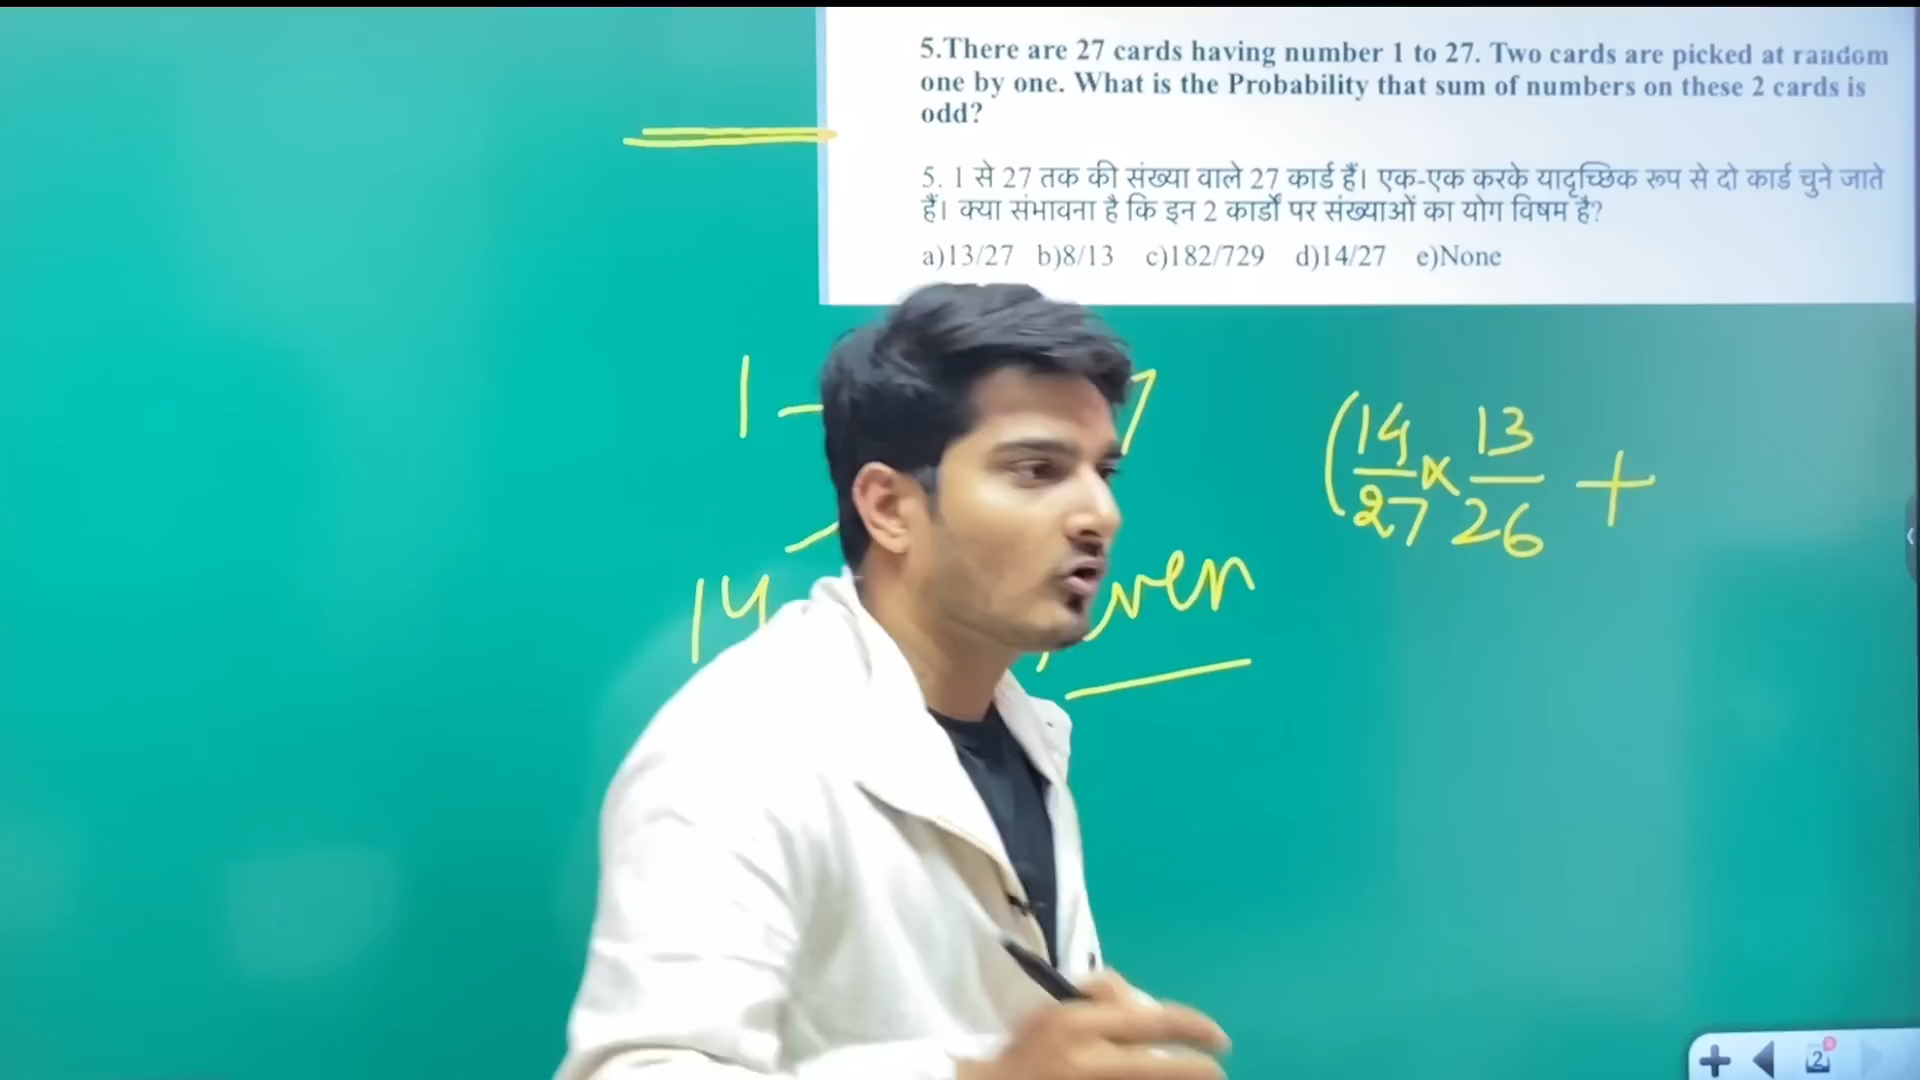 5.There are 27 cards having number 1 to 27. Two cards are picked at random
one by one. What is the Probability that sum of numbers on these 2 cards is
odd?
5. 1 से 27 तक की संख्या वाले 27 कार्ड हैं। एक-एक करके यादृच्छिक रूप से दो कार्ड चुने जाते
हैं। क्या संभावना है कि इन 2 कार्डों पर संख्याओं का योग विषम है?
a)13/27 b)8/13 c)182/729 d)14/27 e)None
1 - 7
(14/27 × 13/26 +
14 even
2